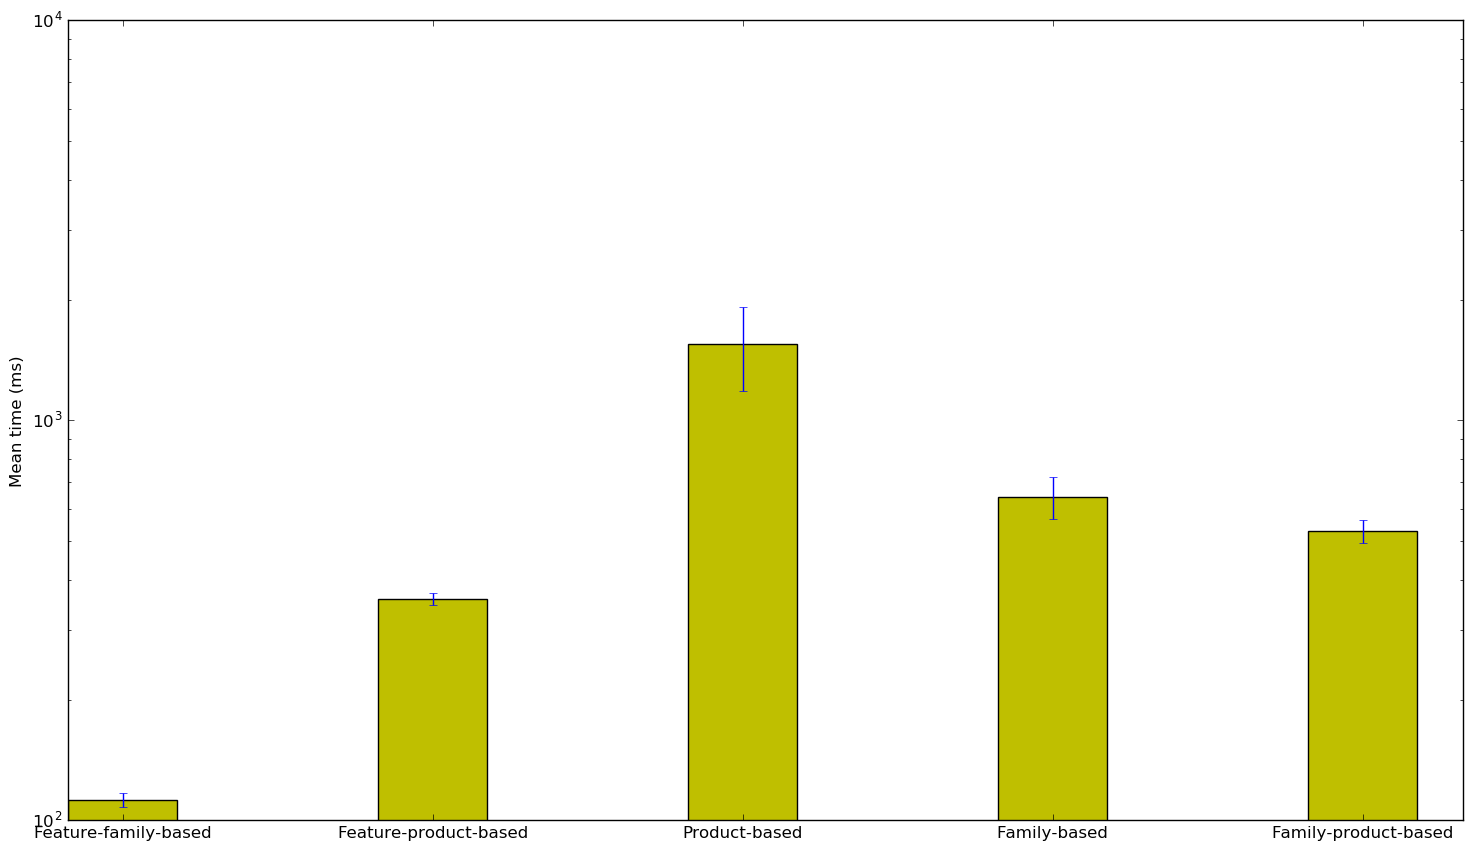 10^4
10^3
10^2
Mean time (ms)
Feature-family-based Feature-product-based Product-based Family-based Family-product-based